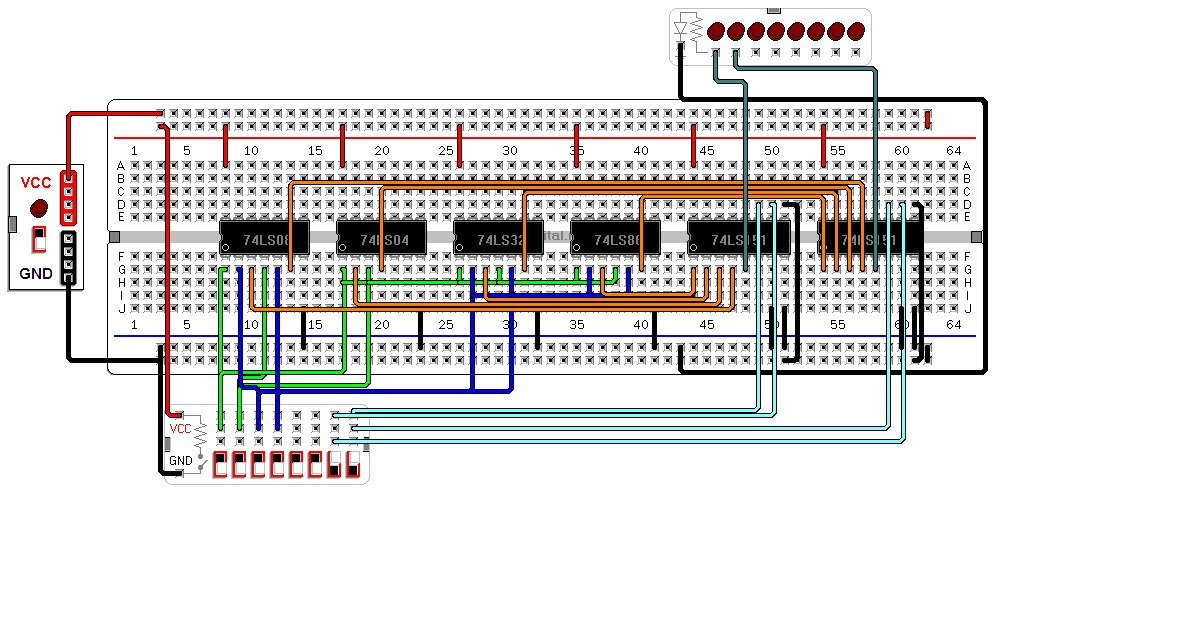 1 5 10 15 20 25 30 35 40 45 50 55 60 64
A A
B B
C C
D D
E E
VCC
GND
74LS08 74LS04 74LS32 74LS86 74LS151 74LS151
ital.
F F
G G
H H
I I
J J
1 5 10 15 20 25 30 35 40 45 50 55 60 64
VCC
GND